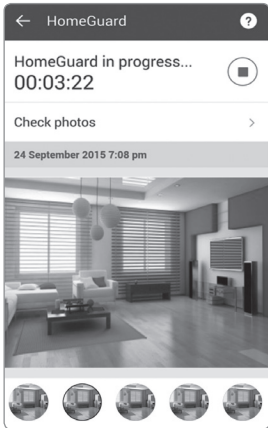 HomeGuard
?
HomeGuard in progress...
00:03:22
Check photos
24 September 2015 7:08 pm